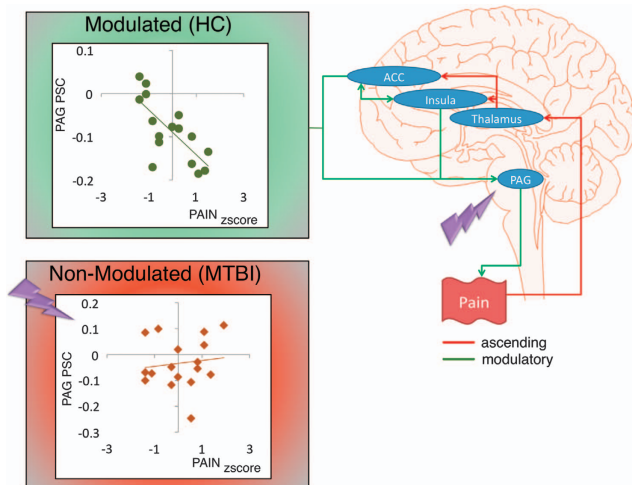 Modulated (HC)
0.1
0
-0.1
-0.2
PAG PSC
-3
-1
1
3
PAIN zscore
Non-Modulated (MTBI)
0.2
0.1
0
-0.1
-0.2
-0.3
PAG PSC
-3
-1
1
3
PAIN zscore
ACC
Insula
Thalamus
PAG
Pain
ascending
modulatory